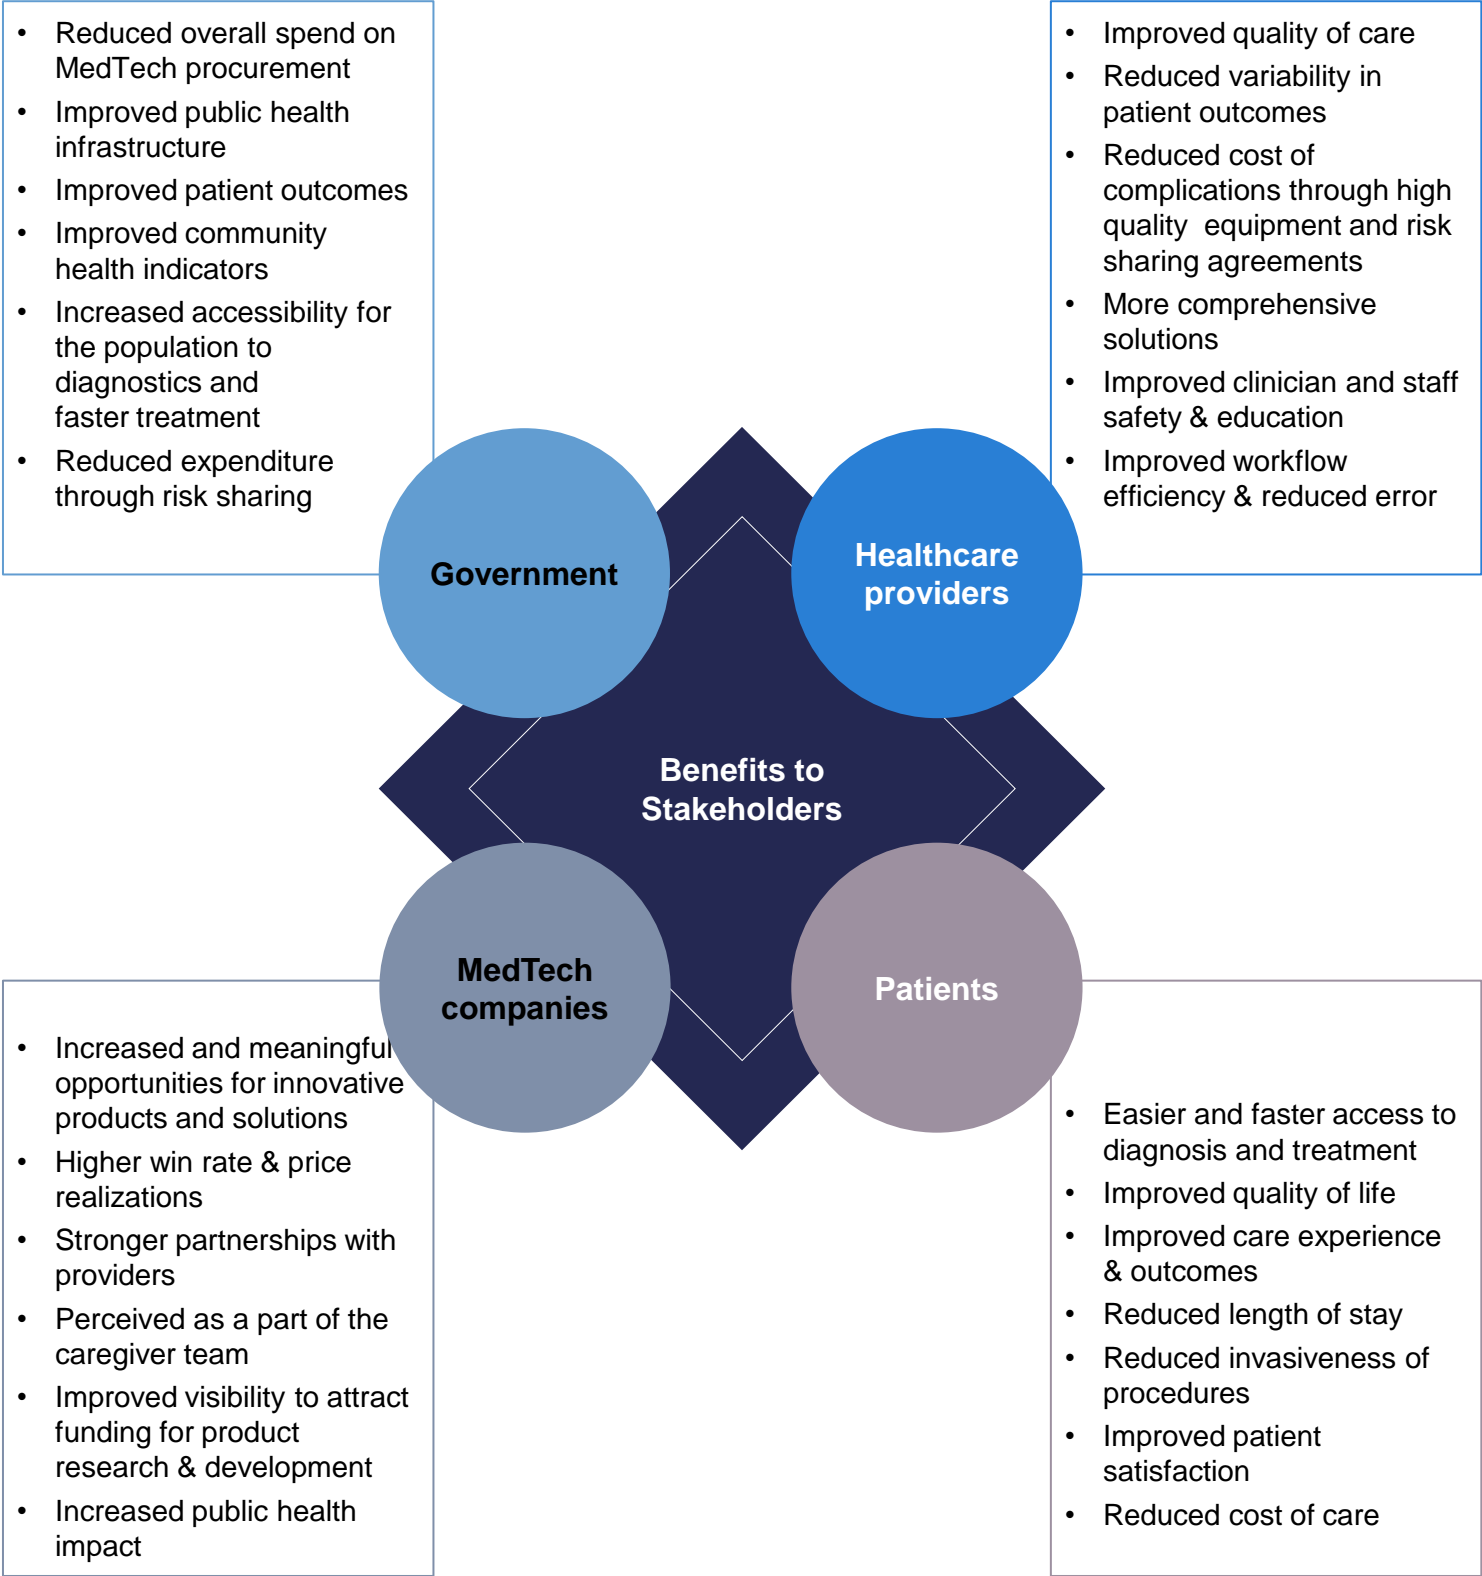 • Reduced overall spend on
MedTech procurement
• Improved public health
infrastructure
• Improved patient outcomes
• Improved community
health indicators
• Increased accessibility for
the population to
diagnostics and
faster treatment
• Reduced expenditure
through risk sharing
• Improved quality of care
• Reduced variability in
patient outcomes
• Reduced cost of
complications through high
quality  equipment and risk
sharing agreements
• More comprehensive
solutions
• Improved clinician and staff
safety & education
• Improved workflow
efficiency & reduced error
Government
Healthcare
providers
Benefits to
Stakeholders
MedTech
companies
Patients
• Increased and meaningful
opportunities for innovative
products and solutions
• Higher win rate & price
realizations
• Stronger partnerships with
providers
• Perceived as a part of the
caregiver team
• Improved visibility to attract
funding for product
research & development
• Increased public health
impact
• Easier and faster access to
diagnosis and treatment
• Improved quality of life
• Improved care experience
& outcomes
• Reduced length of stay
• Reduced invasiveness of
procedures
• Improved patient
satisfaction
• Reduced cost of care